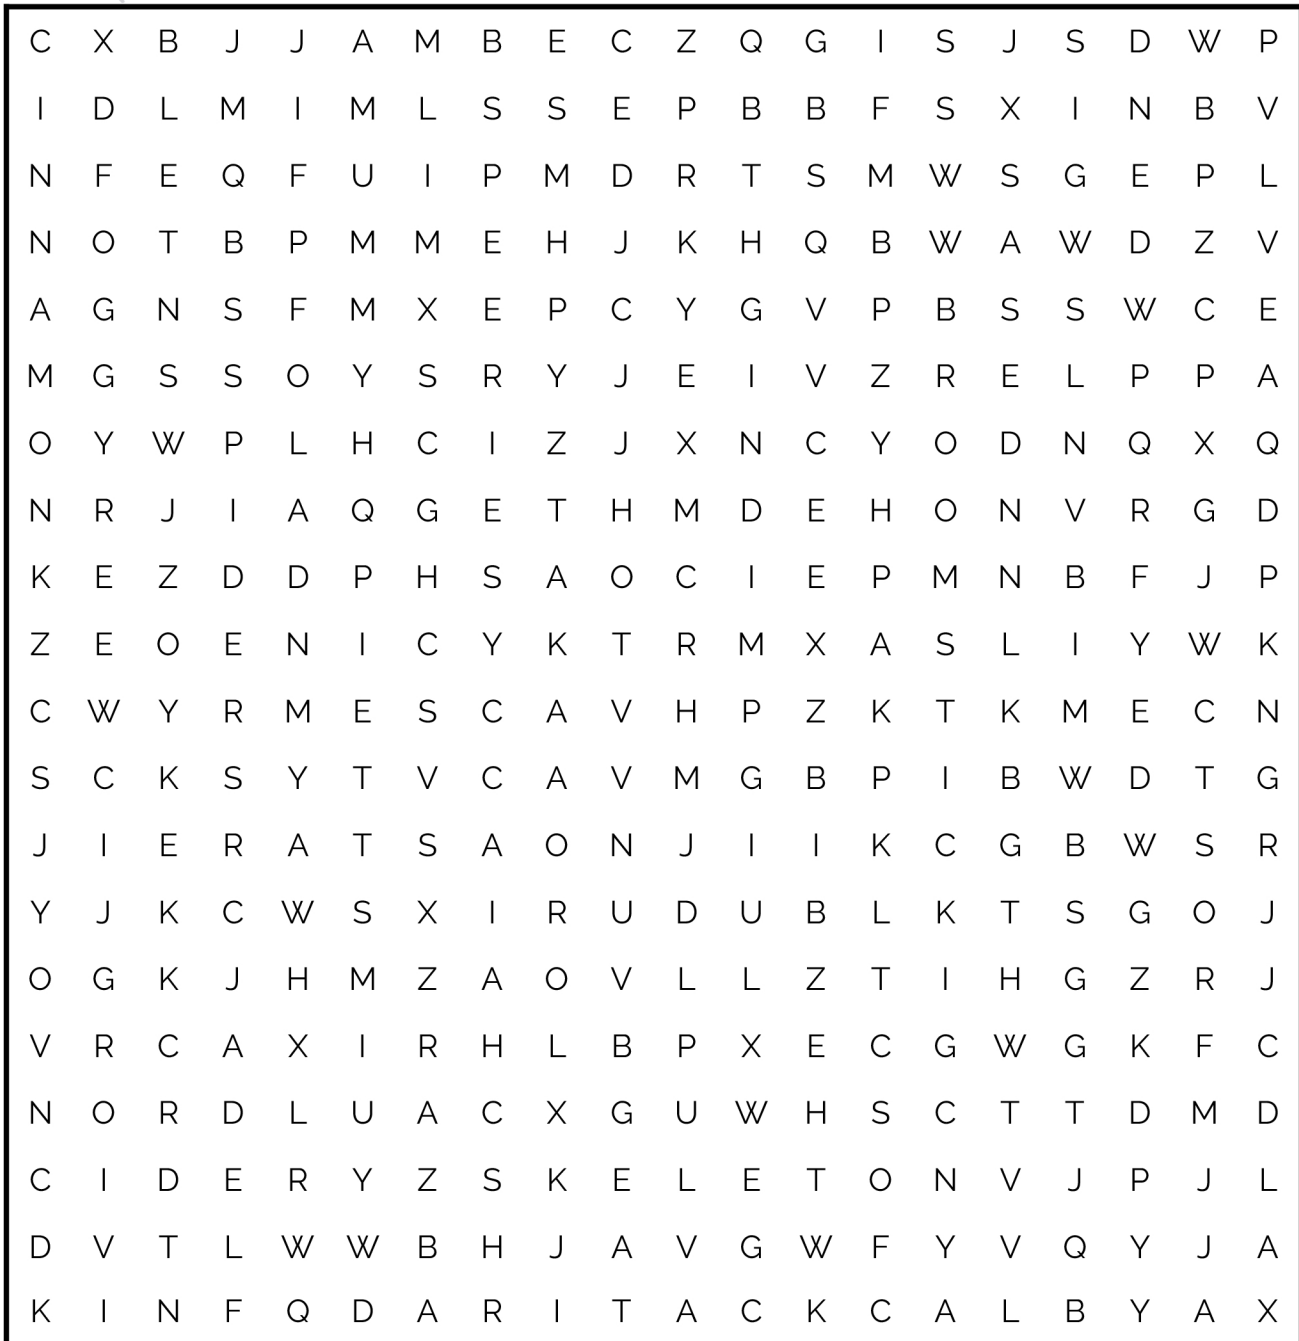 C X B J J A M B E C Z Q G I S J S D W P
I D L M I M L S S E P B B F S X I N B V
N F E Q F U I P M D R T S M W S G E P L
N O T B P M M E H J K H Q B W A W D Z V
A G N S F M X E P C Y G V P B S S W C E
M G S S O Y S R Y J E I V Z R E L P P A
O Y W P L H C I Z J X N C Y O D N Q X Q
N R J I A Q G E T H M D E H O N V R G D
K E Z D D P H S A O C I E P M N B F J P
Z E O E N I C Y K T R M X A S L I Y W K
C W Y R M E S C A V H P Z K T K M E C N
S C K S Y T V C A V M G B P I B W D T G
J I E R A T S A O N J I I K C G B W S R
Y J K C W S X I R U D U B L K T S G O J
O G K J H M Z A O V L L Z T I H G Z R J
V R C A X I R H L B P X E C G W G K F C
N O R D L U A C X G U W H S C T T D M D
C I D E R Y Z S K E L E T O N V J P J L
D V T L W W B H J A V G W F Y V Q Y J A
K I N F Q D A R I T A C K C A L B Y A X